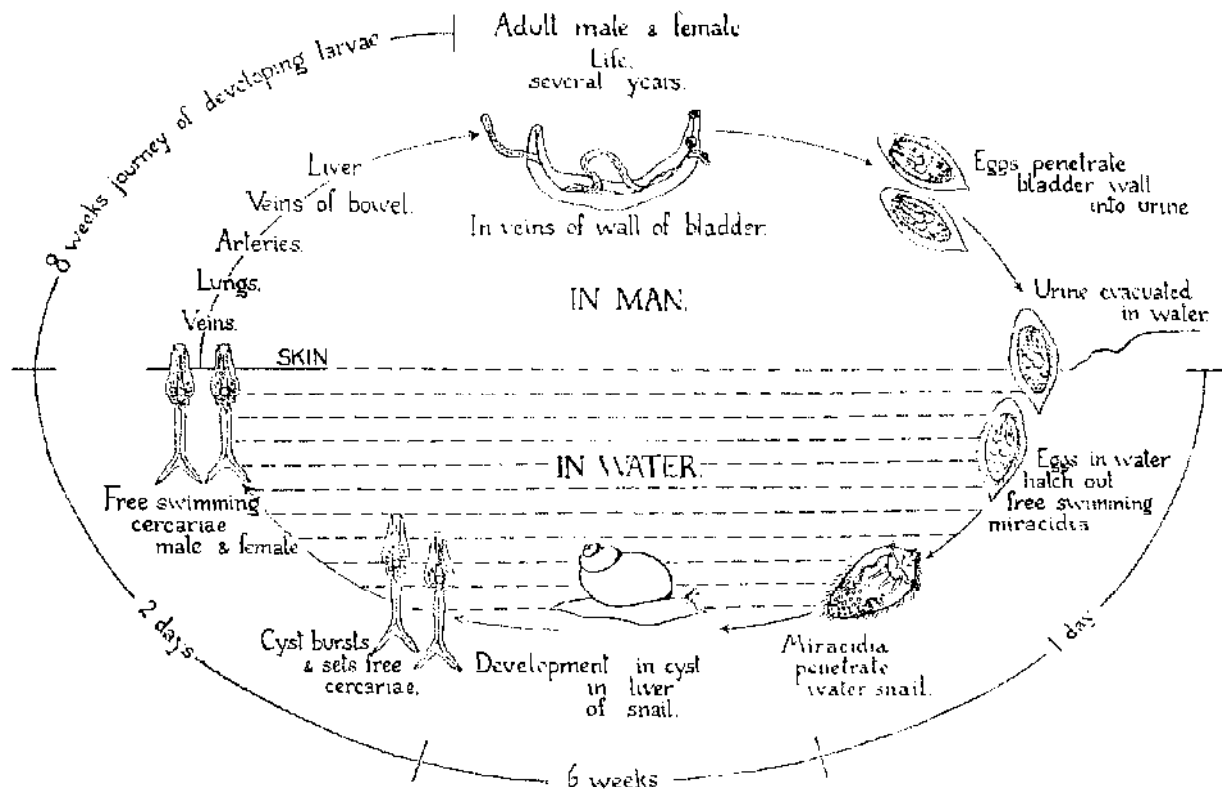 Adult male & female
Life,
several years.
In veins of wall of bladder.
Eggs penetrate
bladder wall
into urine
Urine evacuated
in water.
Eggs in water
hatch out
free swimming
miracidia
1 day
Miracidia
penetrate
water snail.
6 weeks
Development in cyst
in liver
of snail.
Cyst bursts
& sets free
cercariae.
2 days
Free swimming
cercariae
male & female
SKIN
Veins.
Lungs.
Arteries.
Veins of bowel.
Liver
8 weeks journey of developing larvae
IN MAN.
IN WATER.